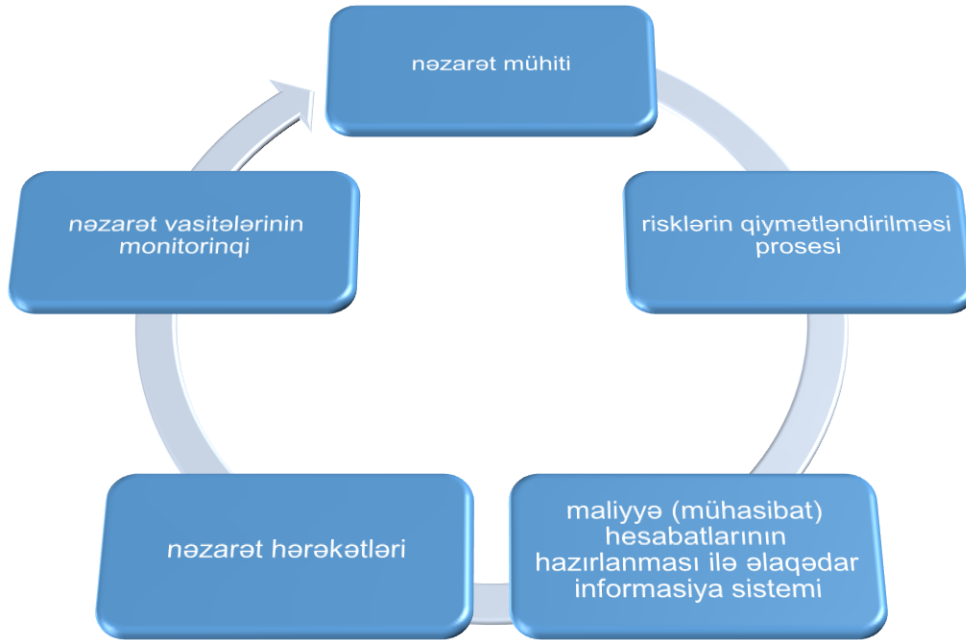 nəzarət mühiti
risklərin qiymətləndirilməsi
prosesi
maliyyə (mühasibat)
hesabatlarının
hazırlanması ilə əlaqədar
informasiya sistemi
nəzarət hərəkətləri
nəzarət vasitələrinin
monitorinqi